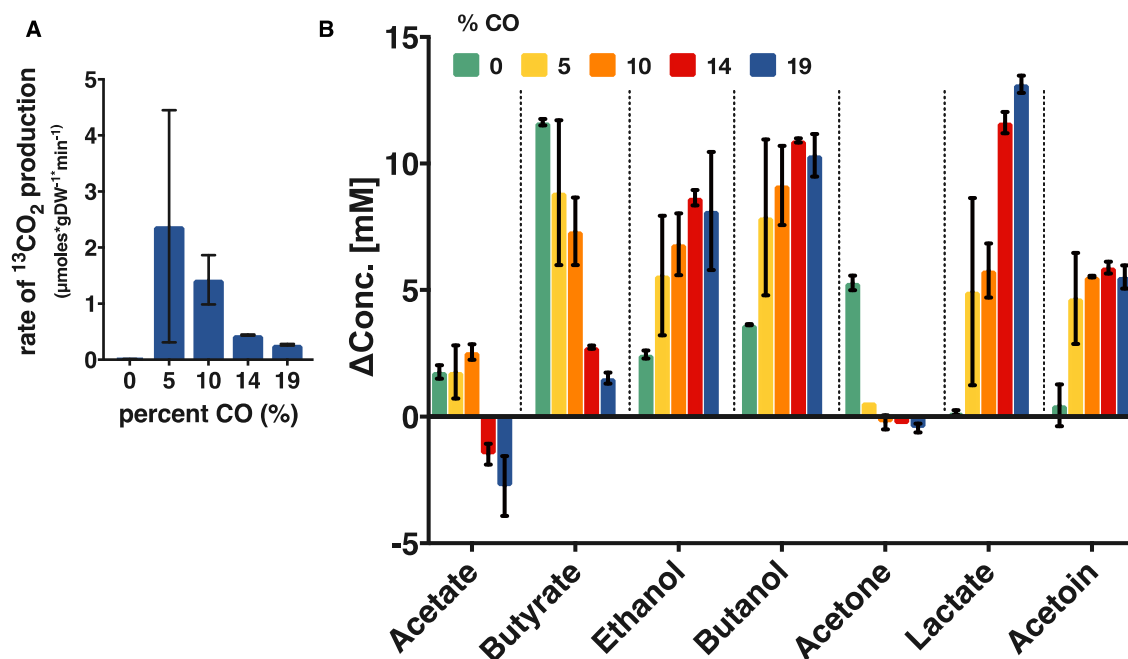 A
rate of ¹³CO₂ production
(µmoles*gDW⁻¹*min⁻¹)
5
4
3
2
1
0
0 5 10 14 19
percent CO (%)
B
% CO
0 5 10 14 19
ΔConc. [mM]
15
10
5
0
-5
Acetate Butyrate Ethanol Butanol Acetone Lactate Acetoin